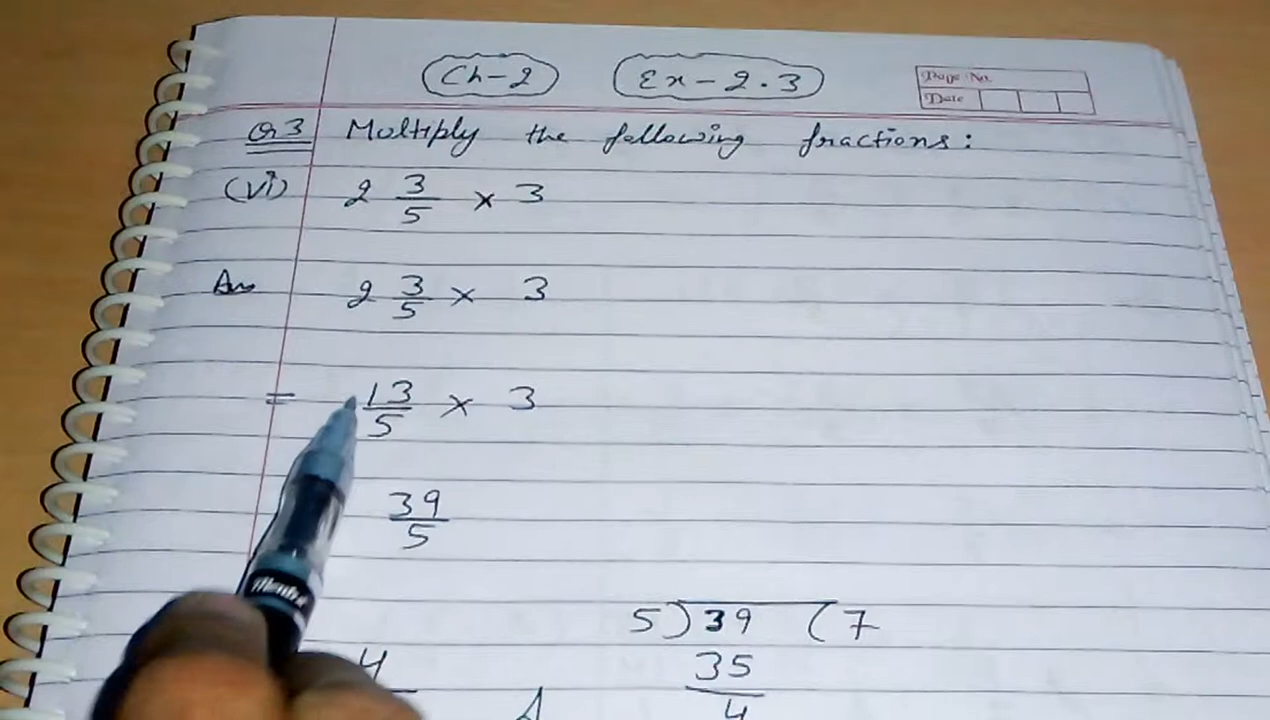 Ch-2 Ex-2.3
Page No.
Date
Q3 Multiply the following fractions:
(vi) 2 3/5 × 3
Ans 2 3/5 × 3
= 13/5 × 3
39/5
5)39(7
35
4
4